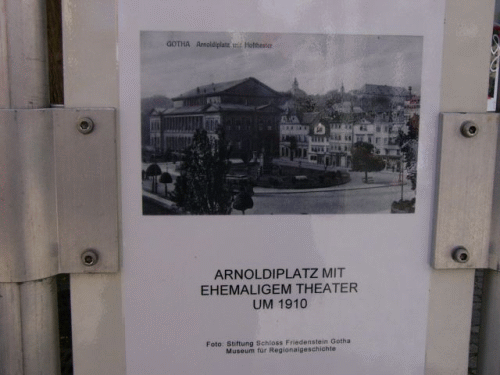 GOTHA Arnoldiplatz mit Hoftheater
ARNOLDIPLATZ MIT
EHEMALIGEM THEATER
UM 1910
Foto: Stiftung Schloss Friedenstein Gotha
Museum für Regionalgeschichte